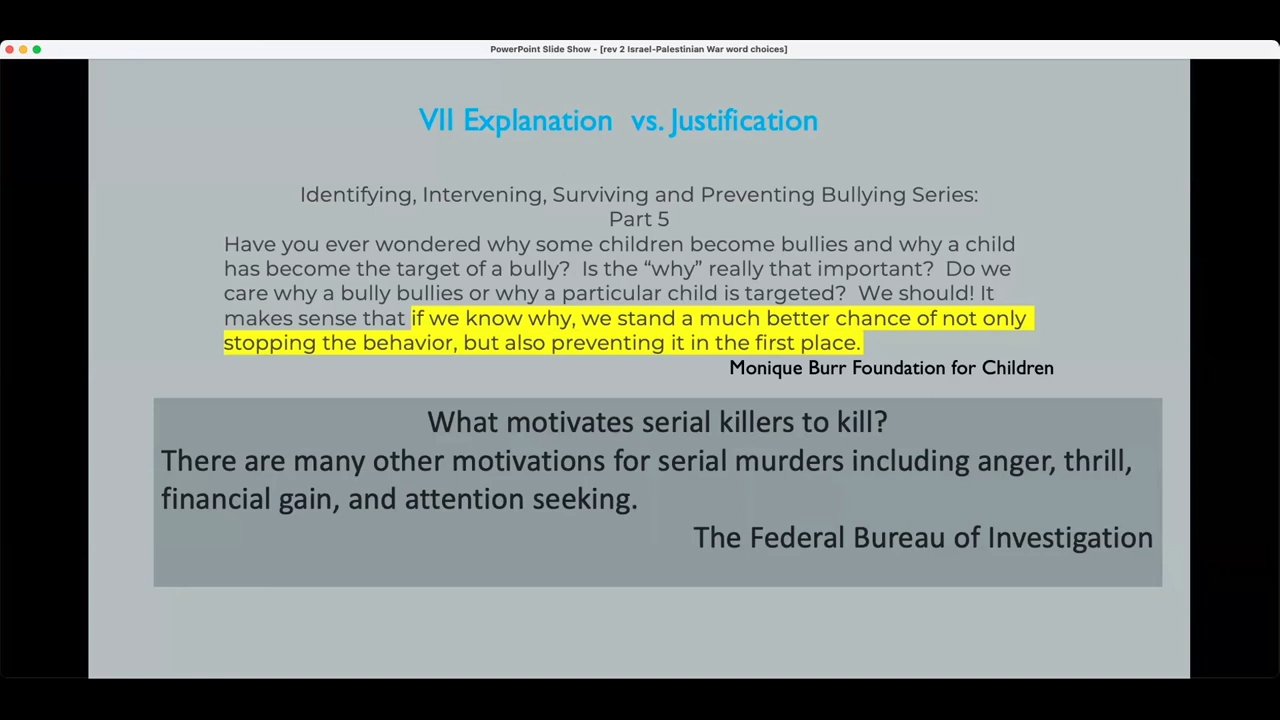 PowerPoint Slide Show - [rev 2 Israel-Palestinian War word choices]
VII Explanation vs. Justification
Identifying, Intervening, Surviving and Preventing Bullying Series:
Part 5
Have you ever wondered why some children become bullies and why a child
has become the target of a bully? Is the “why” really that important? Do we
care why a bully bullies or why a particular child is targeted? We should! It
makes sense that if we know why, we stand a much better chance of not only
stopping the behavior, but also preventing it in the first place.
Monique Burr Foundation for Children
What motivates serial killers to kill?
There are many other motivations for serial murders including anger, thrill,
financial gain, and attention seeking.
The Federal Bureau of Investigation